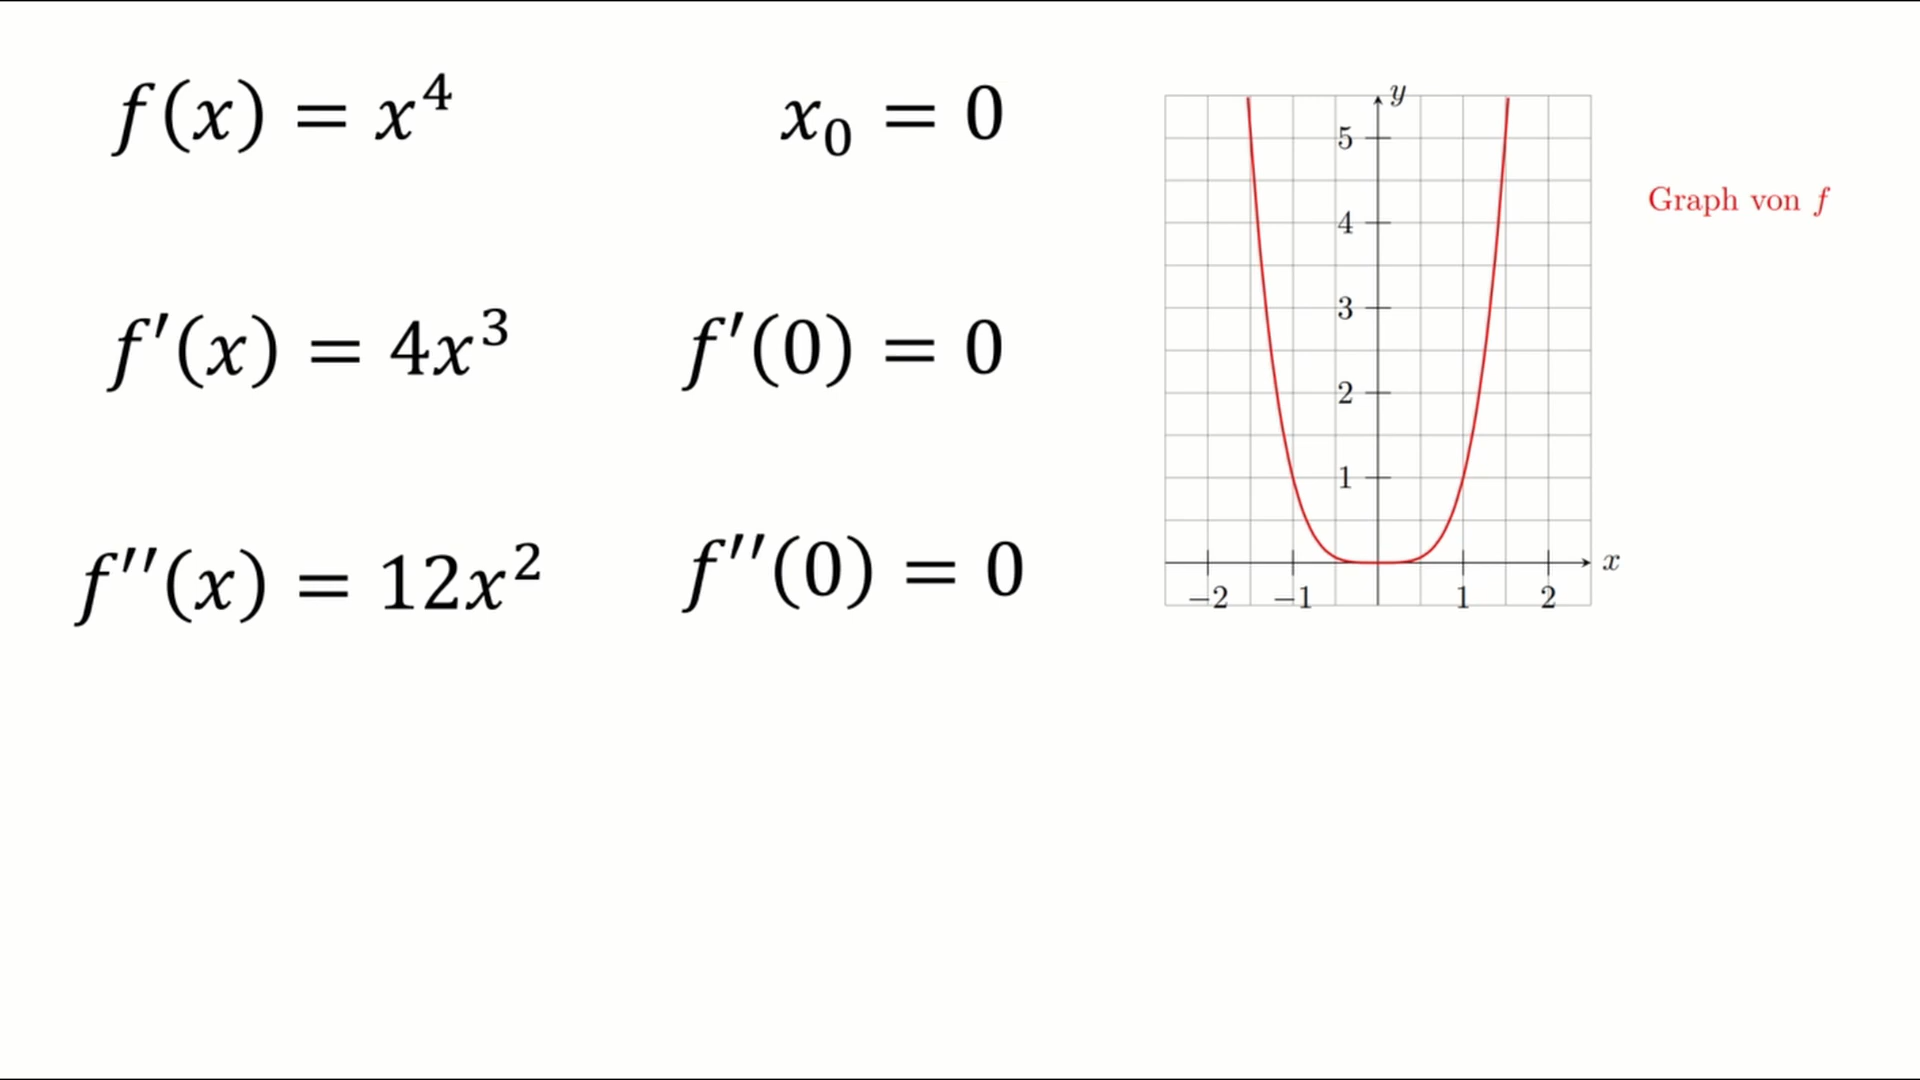 f(x) = x⁴
x₀ = 0
f′(x) = 4x³
f′(0) = 0
f″(x) = 12x²
f″(0) = 0
y
5
4
3
2
1
−2 −1 1 2
x
Graph von f